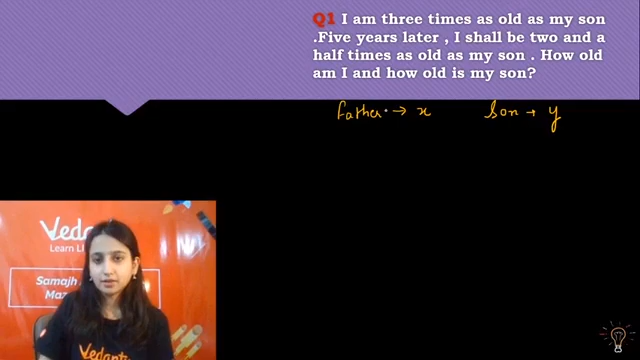 Q1 I am three times as old as my son
.Five years later , I shall be two and a
half times as old as my son . How old
am I and how old is my son?
Father → x Son → y
Learn
Samajh
Maz
Vedantu